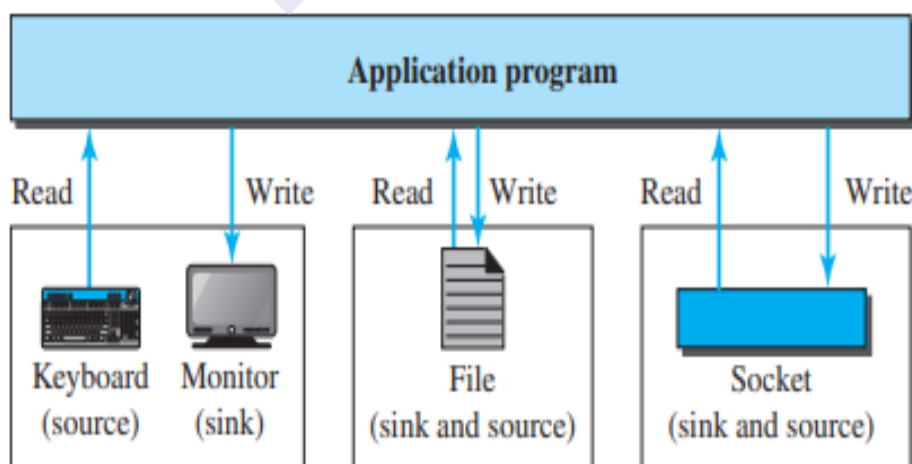 Application program
Read Write Read Write Read Write
Keyboard Monitor File Socket
(source) (sink) (sink and source) (sink and source)